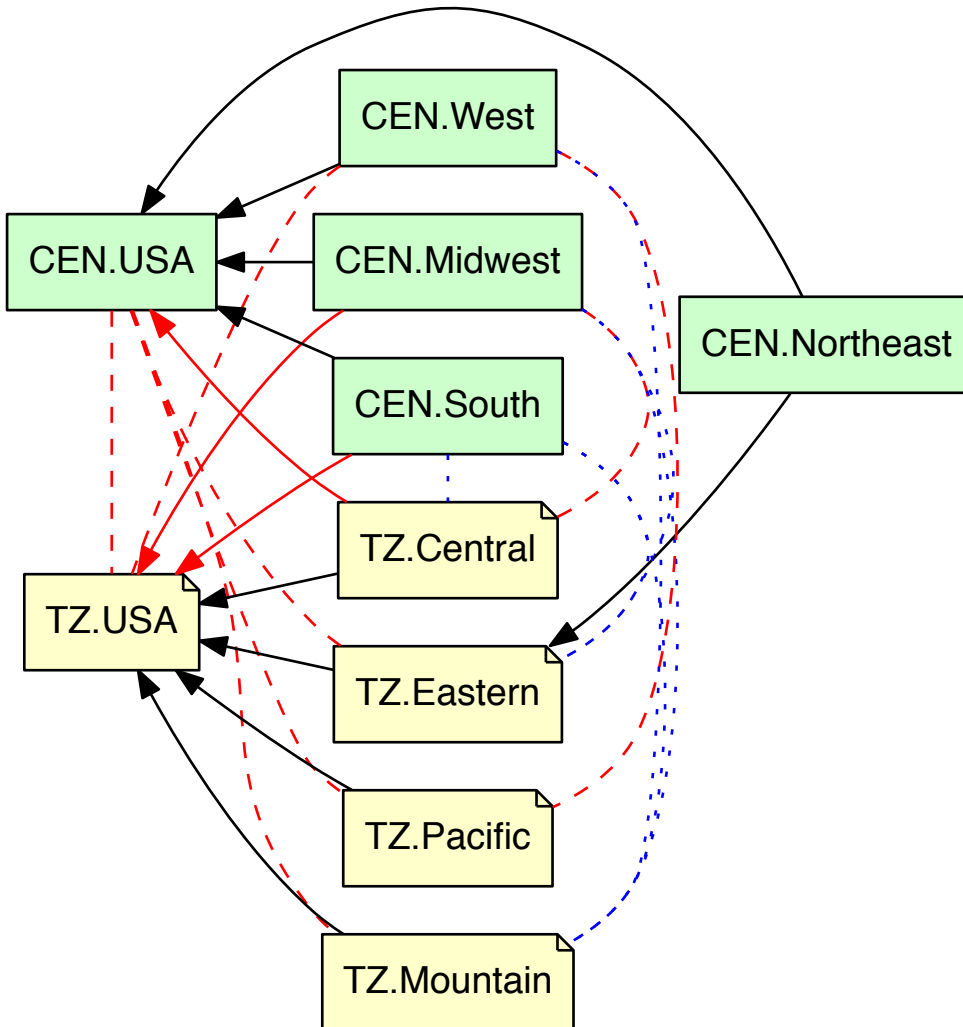 CEN.West
CEN.USA
CEN.Midwest
CEN.Northeast
CEN.South
TZ.Central
TZ.USA
TZ.Eastern
TZ.Pacific
TZ.Mountain